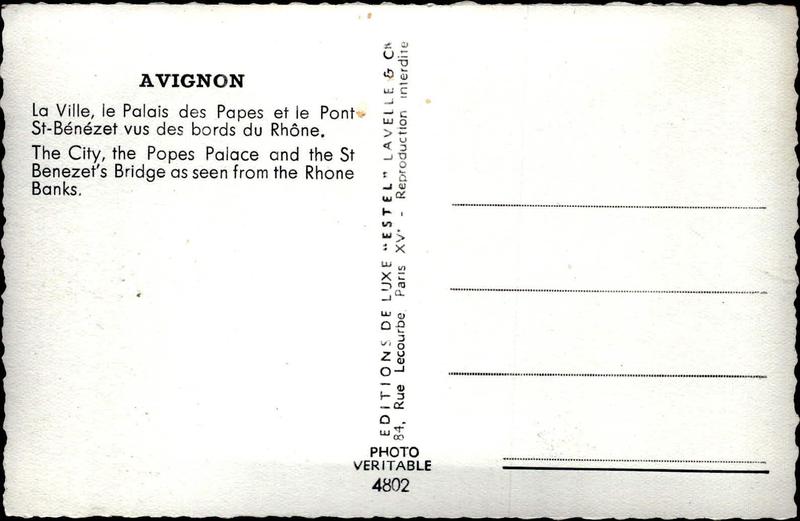 AVIGNON
La Ville, le Palais des Papes et le Pont
St-Bénézet vus des bords du Rhône.
The City, the Popes Palace and the St
Benezet's Bridge as seen from the Rhone
Banks.
EDITIONS DE LUXE "ESTEL" LAVELLE & Cie
84, Rue Lecourbe, Paris XVe - Reproduction interdite
PHOTO
VERITABLE
4802